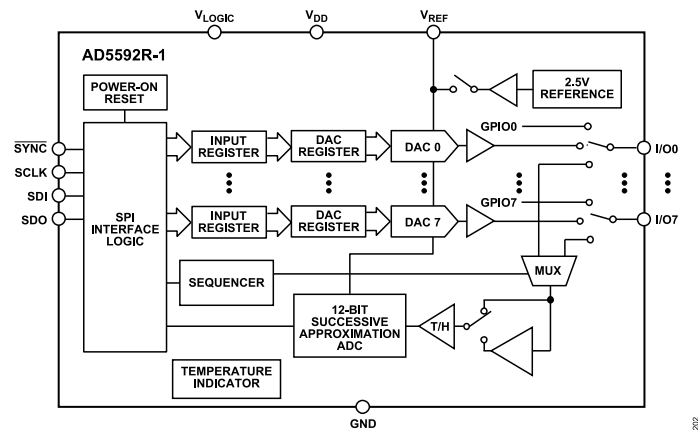 VLOGIC
VDD
VREF
AD5592R-1
POWER-ON
RESET
2.5V
REFERENCE
SYNC
SCLK
SDI
SDO
SPI
INTERFACE
LOGIC
INPUT
REGISTER
DAC
REGISTER
DAC 0
GPIO0
I/O0
INPUT
REGISTER
DAC
REGISTER
DAC 7
GPIO7
I/O7
SEQUENCER
MUX
12-BIT
SUCCESSIVE
APPROXIMATION
ADC
T/H
TEMPERATURE
INDICATOR
GND
202